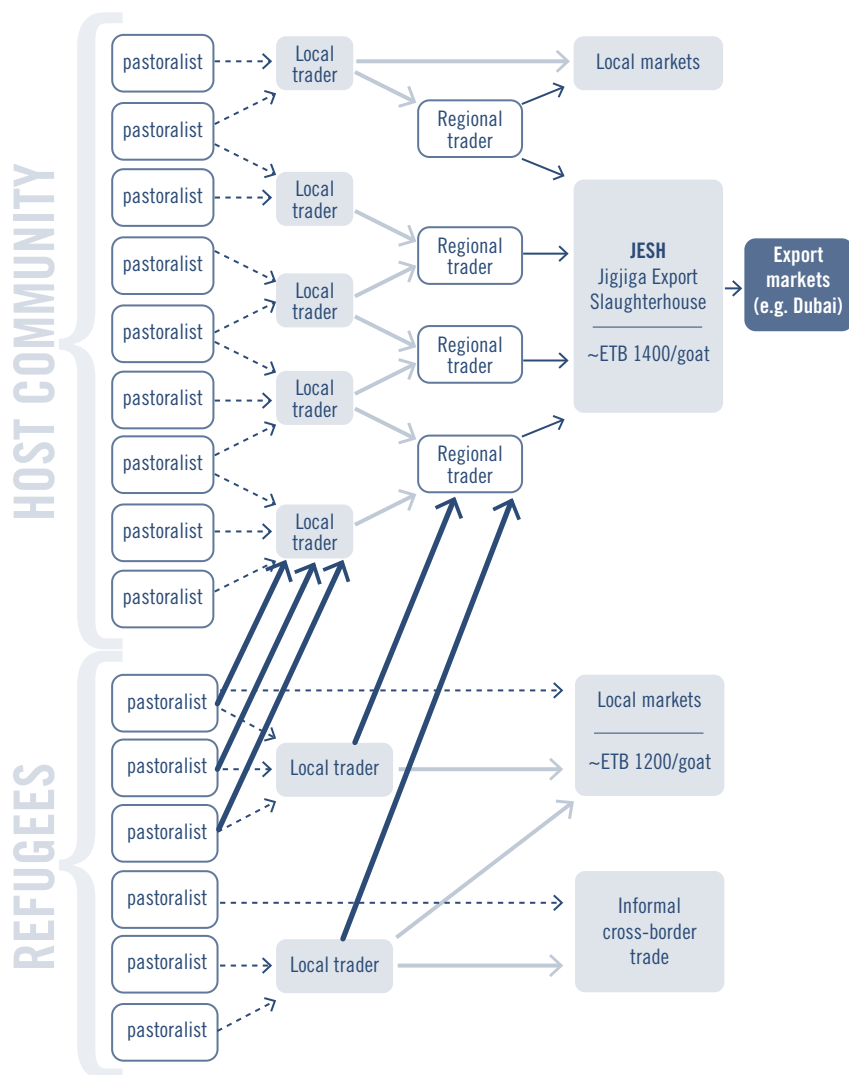 HOST COMMUNITY
pastoralist
pastoralist
pastoralist
pastoralist
pastoralist
pastoralist
pastoralist
pastoralist
pastoralist
Local
trader
Local
trader
Local
trader
Local
trader
Local
trader
Regional
trader
Regional
trader
Regional
trader
Regional
trader
Local markets
JESH
Jigjiga Export
Slaughterhouse
~ETB 1400/goat
Export
markets
(e.g. Dubai)
REFUGEES
pastoralist
pastoralist
pastoralist
pastoralist
pastoralist
pastoralist
Local trader
Local trader
Local markets
~ETB 1200/goat
Informal
cross-border
trade